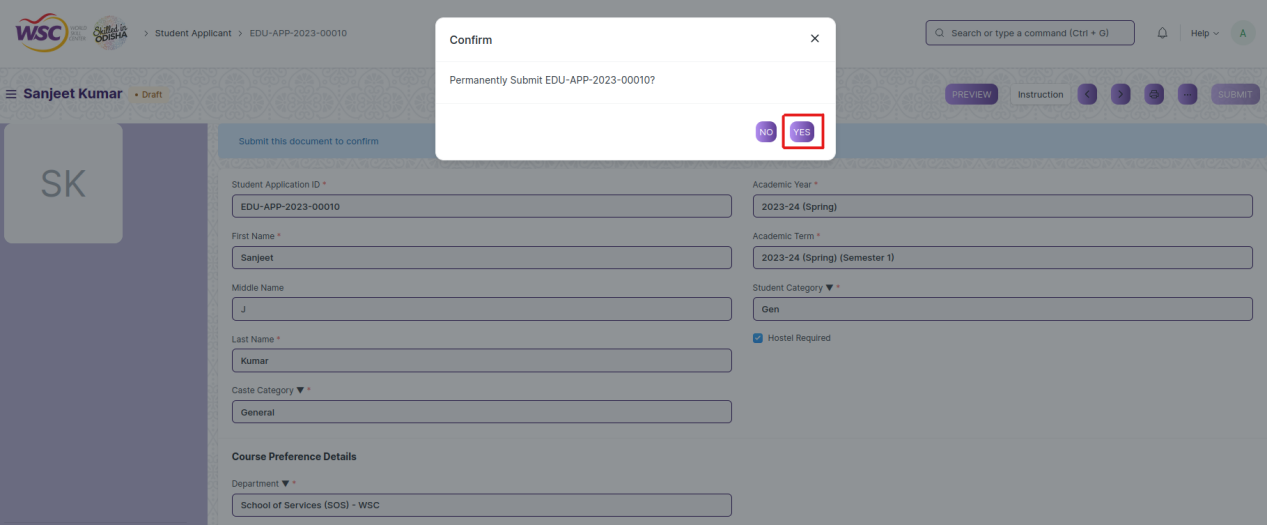 WSC WORLD SKILL CENTER Skilled in ODISHA > Student Applicant > EDU-APP-2023-00010
Search or type a command (Ctrl + G)
Help
A
Confirm
Permanently Submit EDU-APP-2023-00010?
NO YES
Sanjeet Kumar • Draft
PREVIEW Instruction SUBMIT
SK
Submit this document to confirm
Student Application ID *
EDU-APP-2023-00010
First Name *
Sanjeet
Middle Name
J
Last Name *
Kumar
Caste Category ▼ *
General
Academic Year *
2023-24 (Spring)
Academic Term *
2023-24 (Spring) (Semester 1)
Student Category ▼ *
Gen
Hostel Required
Course Preference Details
Department ▼ *
School of Services (SOS) - WSC